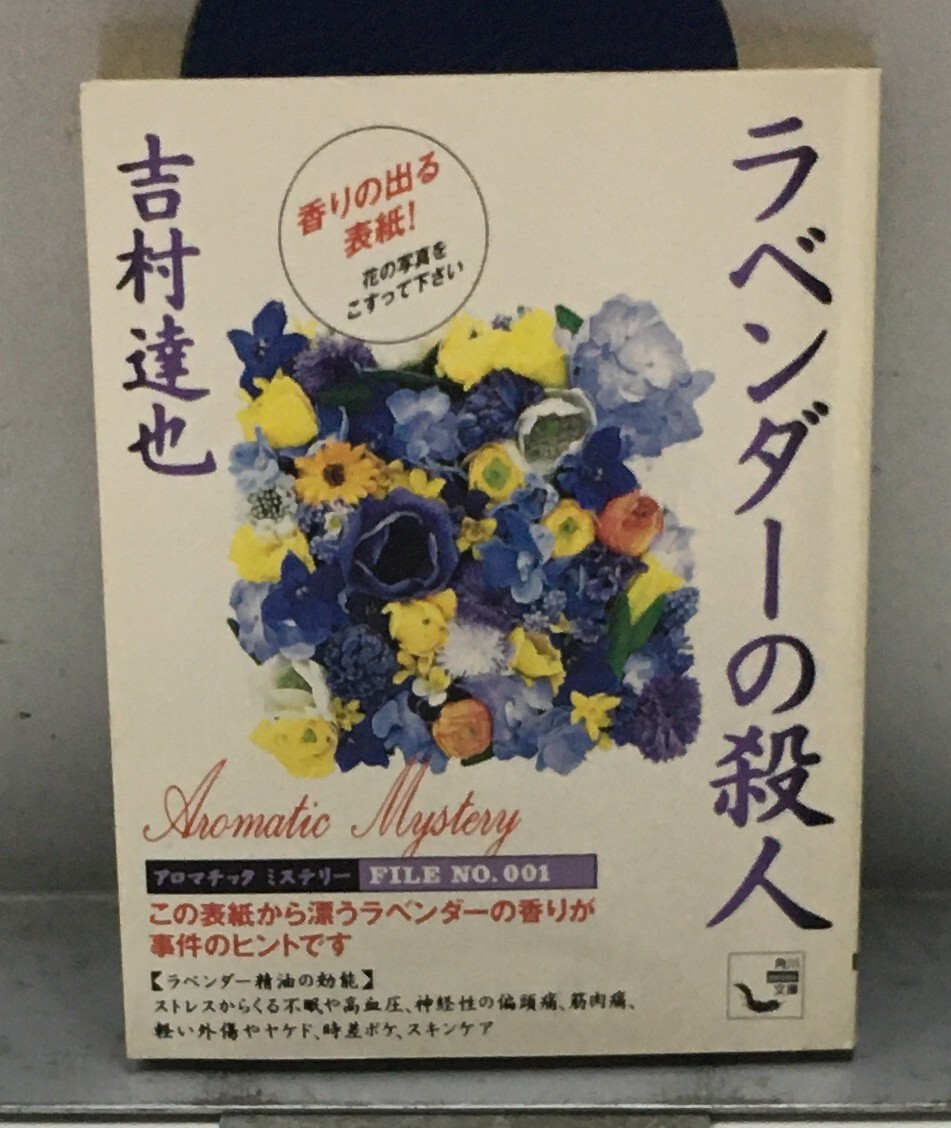 ラベンダーの殺人
吉村達也
香りの出る
表紙!
花の写真を
こすって下さい
Aromatic Mystery
アロマチック ミステリー FILE NO. 001
この表紙から漂うラベンダーの香りが
事件のヒントです
【ラベンダー精油の効能】
ストレスからくる不眠や高血圧、神経性の偏頭痛、筋肉痛、
軽い外傷やヤケド、時差ボケ、スキンケア
角川
文庫